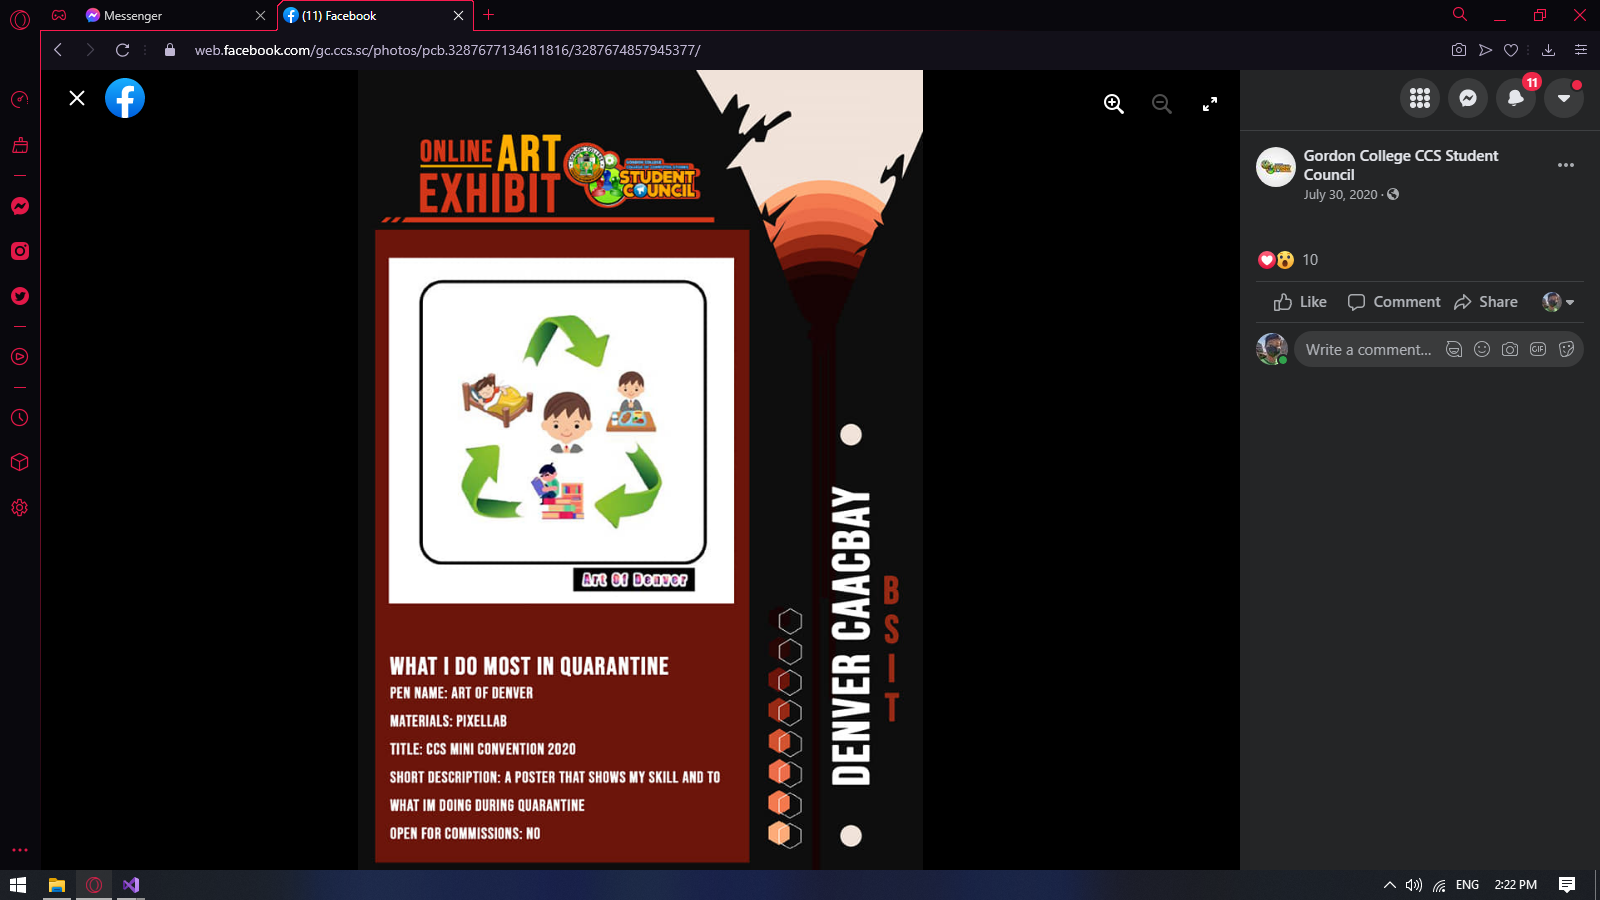 Messenger
(11) Facebook
web.facebook.com/gc.ccs.sc/photos/pcb.3287677134611816/3287674857945377/
11
ONLINE ART
EXHIBIT
STUDENT
COUNCIL
Art Of Denver
WHAT I DO MOST IN QUARANTINE
PEN NAME: ART OF DENVER
MATERIALS: PIXELLAB
TITLE: CCS MINI CONVENTION 2020
SHORT DESCRIPTION: A POSTER THAT SHOWS MY SKILL AND TO
WHAT IM DOING DURING QUARANTINE
OPEN FOR COMMISSIONS: NO
DENVER CAACBAY
BSIT
Gordon College CCS Student
Council
July 30, 2020 ·
10
Like Comment Share
Write a comment...
GIF
ENG 2:22 PM